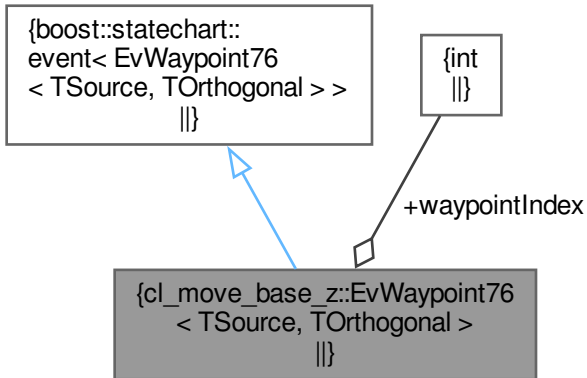 {boost::statechart::
event< EvWaypoint76
< TSource, TOrthogonal > >
||}
{int
||}
+waypointIndex
{cl_move_base_z::EvWaypoint76
< TSource, TOrthogonal >
||}